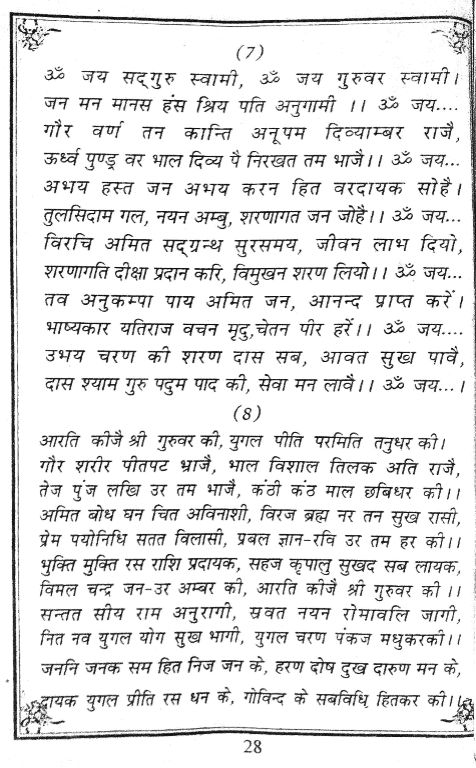 (7)
ॐ जय सद्गुरु स्वामी, ॐ जय गुरुवर स्वामी।
जन मन मानस हंस श्रिय पति अनुगामी ।। ॐ जय....
गौर वर्ण तन कान्ति अनूपम दिव्याम्बर राजै,
ऊर्ध्व पुण्ड्र वर भाल दिव्य पै निरखत तम भाजै।। ॐ जय...
अभय हस्त जन अभय करन हित वरदायक सोहै।
तुलसिदाम गल, नयन अम्बु, शरणागत जन जोहै।। ॐ जय...
विरचि अमित सद्ग्रन्थ सुरसमय, जीवन लाभ दियो,
शरणागति दीक्षा प्रदान करि, विमुखन शरण लियो।। ॐ जय...
तव अनुकम्पा पाय अमित जन, आनन्द प्राप्त करें।
भाष्यकार यतिराज वचन मृदु,चेतन पीर हरें।। ॐ जय....
उभय चरण की शरण दास सब, आवत सुख पावै,
दास श्याम गुरु पदुम पाद की, सेवा मन लावै।। ॐ जय...।
(8)
आरति कीजै श्री गुरुवर की, युगल पीति परमिति तनुधर की।
गौर शरीर पीतपट भ्राजै, भाल विशाल तिलक अति राजै,
तेज पुंज लखि उर तम भाजै, कंठी कंठ माल छबिधर की।।
अमित बोध घन चित अविनाशी, विरज ब्रह्म नर तन सुख रासी,
प्रेम पयोनिधि सतत विलासी, प्रबल ज्ञान-रवि उर तम हर की।।
भुक्ति मुक्ति रस राशि प्रदायक, सहज कृपालु सुखद सब लायक,
विमल चन्द्र जन-उर अम्बर की, आरति कीजै श्री गुरुवर की ।।
सन्तत सीय राम अनुरागी, स्रवत नयन रोमावलि जागी,
नित नव युगल योग सुख भागी, युगल चरण पंकज मधुकरकी।।
जननि जनक सम हित निज जन के, हरण दोष दुख दारुण मन के,
दायक युगल प्रीति रस धन के, गोविन्द के सबविधि हितकर की।।
28